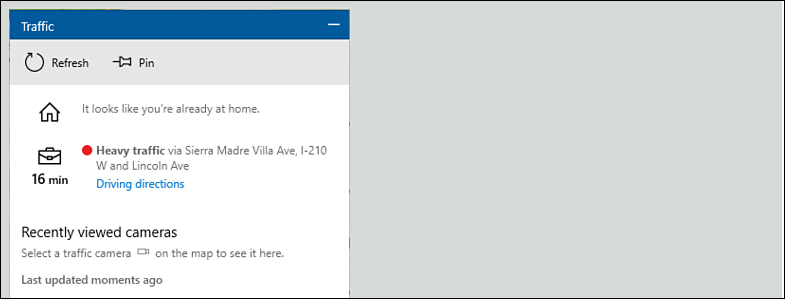 Traffic
Refresh
Pin
It looks like you're already at home.
Heavy traffic via Sierra Madre Villa Ave, I-210
W and Lincoln Ave
16 min
Driving directions
Recently viewed cameras
Select a traffic camera on the map to see it here.
Last updated moments ago